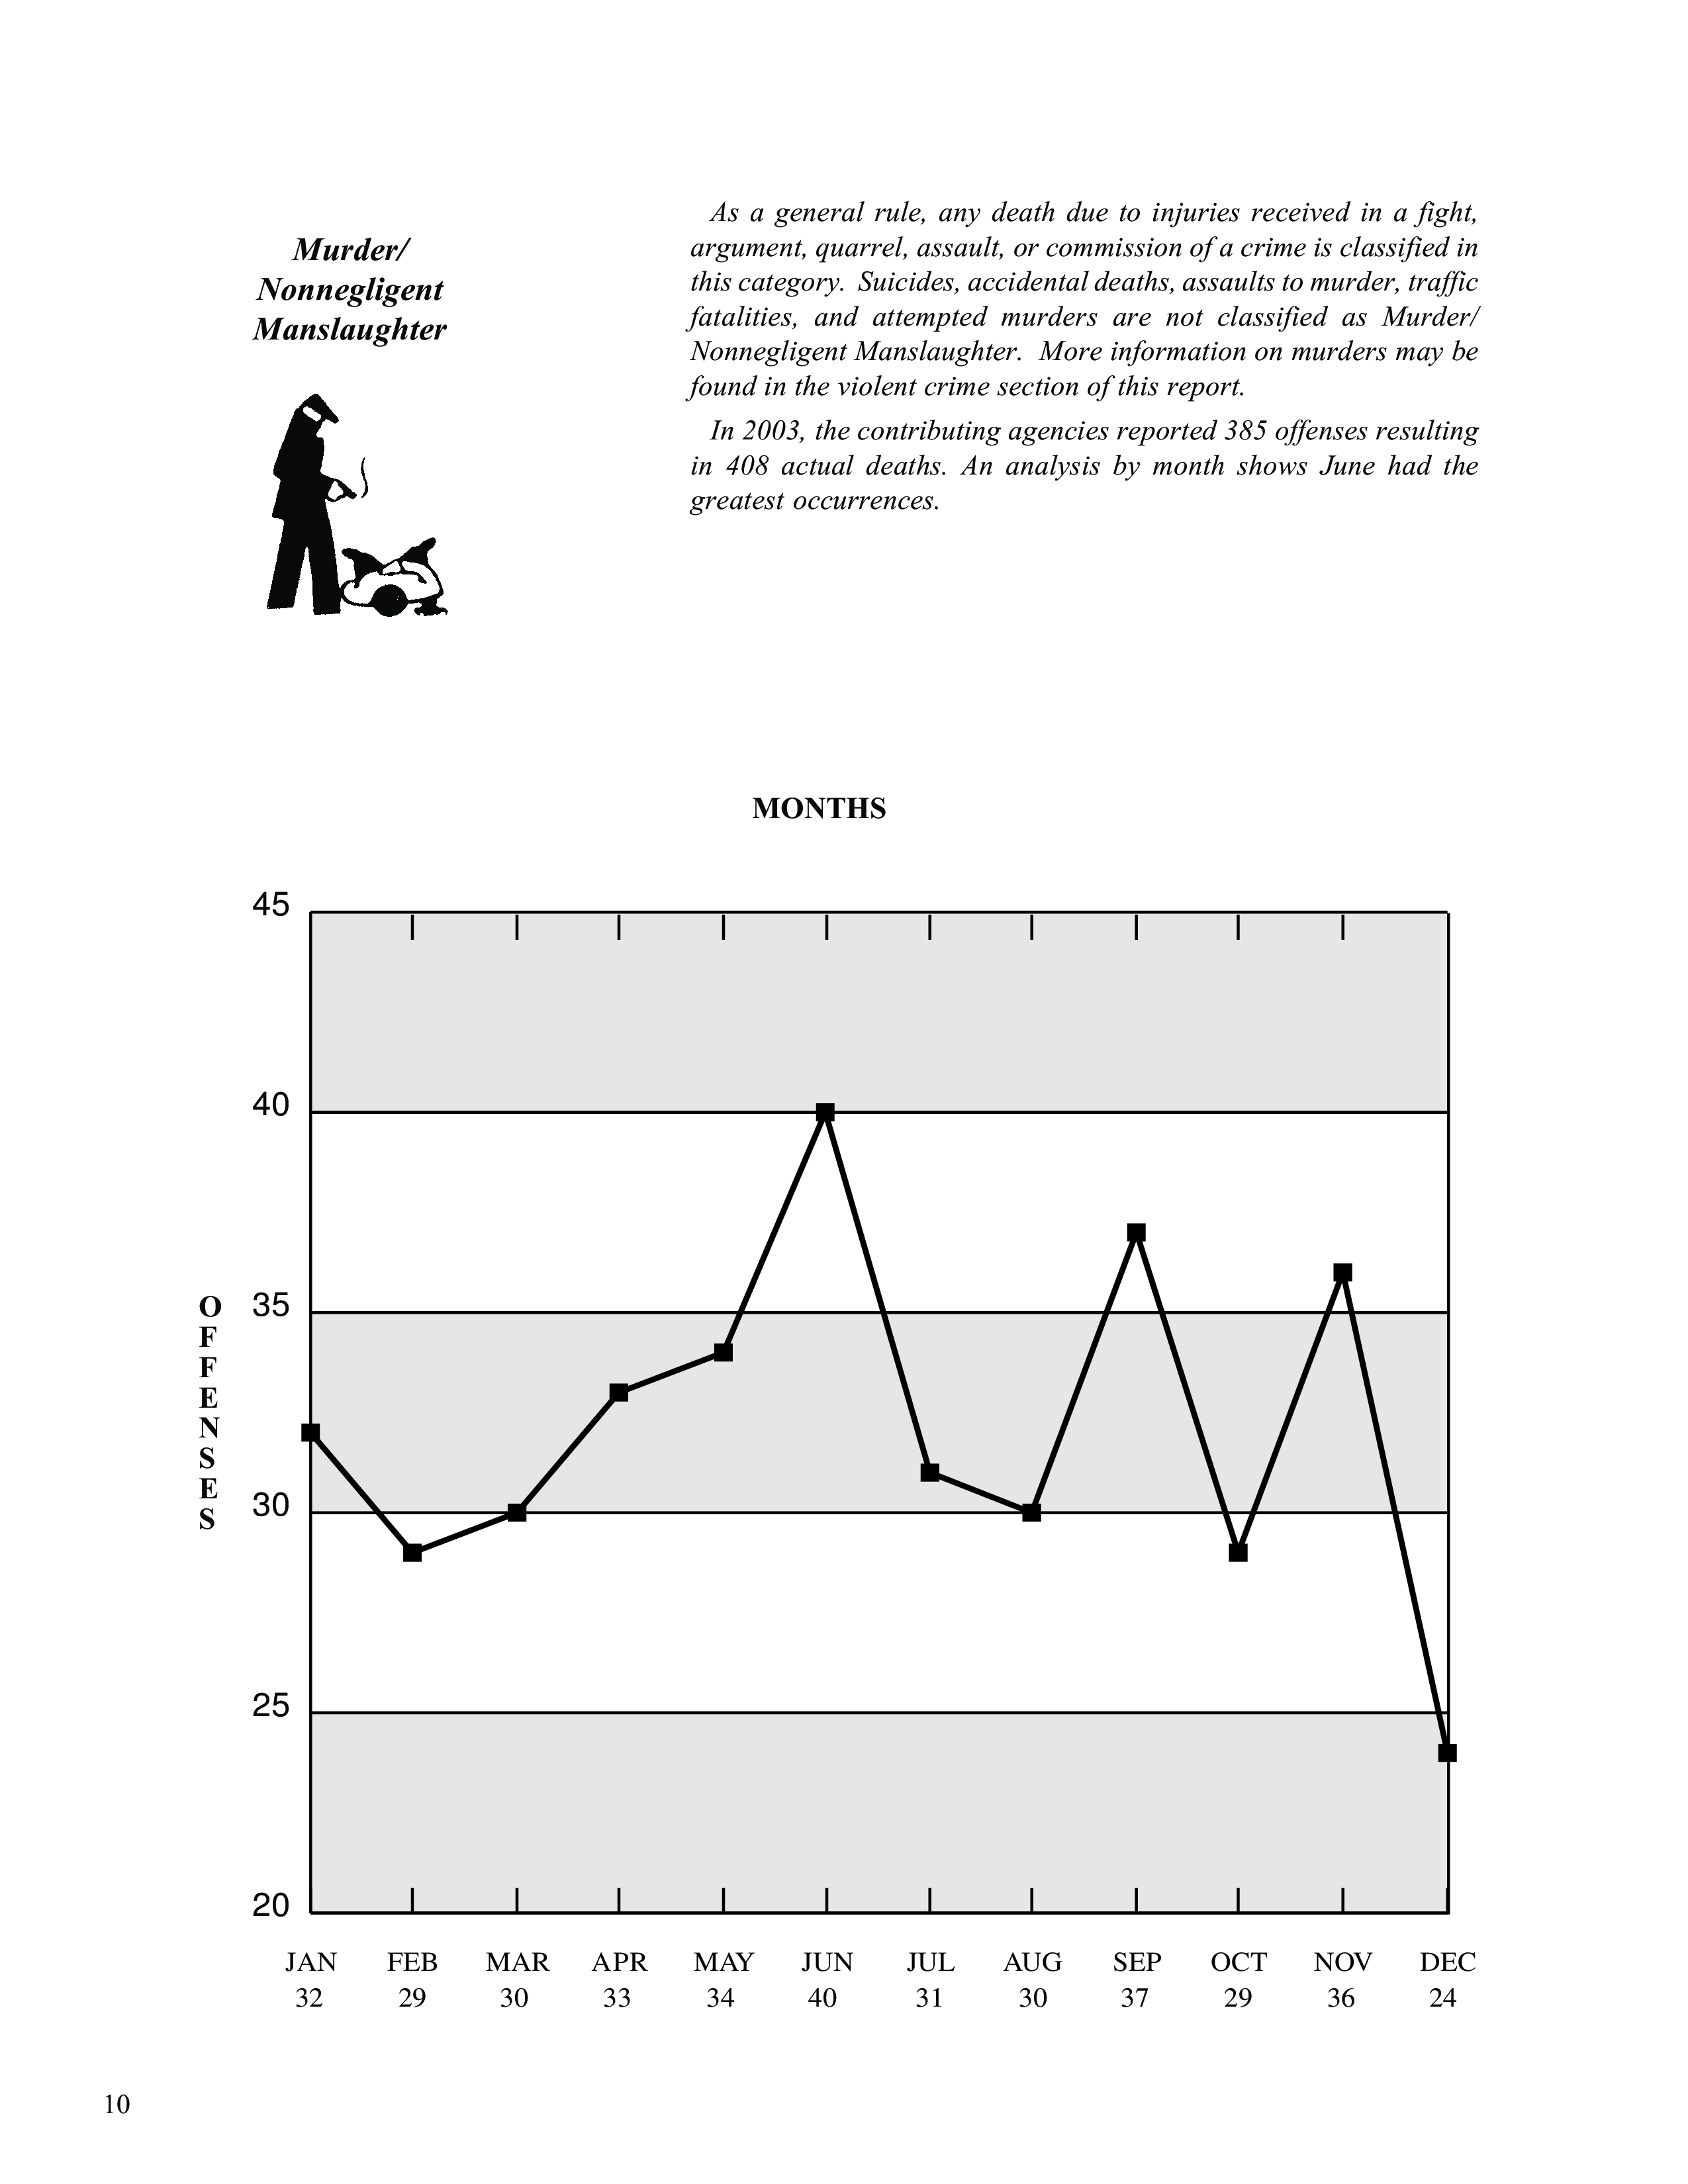 Murder/
Nonnegligent
Manslaughter
As a general rule, any death due to injuries received in a fight,
argument, quarrel, assault, or commission of a crime is classified in
this category. Suicides, accidental deaths, assaults to murder, traffic
fatalities, and attempted murders are not classified as Murder/
Nonnegligent Manslaughter. More information on murders may be
found in the violent crime section of this report.
In 2003, the contributing agencies reported 385 offenses resulting
in 408 actual deaths. An analysis by month shows June had the
greatest occurrences.
MONTHS
OFFENSES
45
40
35
30
25
20
JAN FEB MAR APR MAY JUN JUL AUG SEP OCT NOV DEC
32 29 30 33 34 40 31 30 37 29 36 24
10